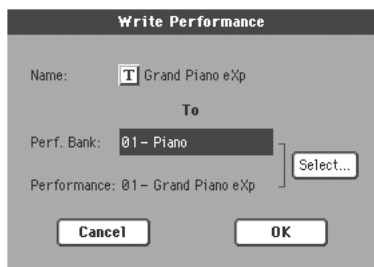 Write Performance
Name: T Grand Piano eXp
To
Perf. Bank: 01– Piano
Select...
Performance: 01– Grand Piano eXp
Cancel OK